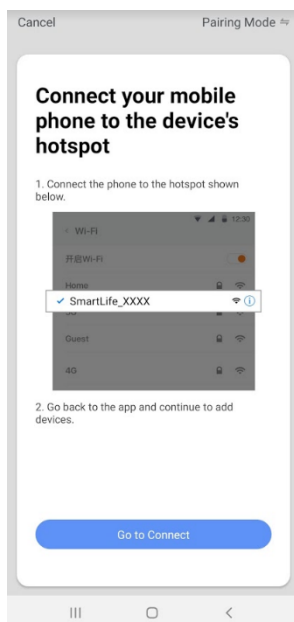 Cancel Pairing Mode ⇋
Connect your mobile
phone to the device's
hotspot
1. Connect the phone to the hotspot shown
below.
12:30
< Wi-Fi
开启Wi-Fi
Home
✓ SmartLife_XXXX
5G
Guest
4G
2. Go back to the app and continue to add
devices.
Go to Connect